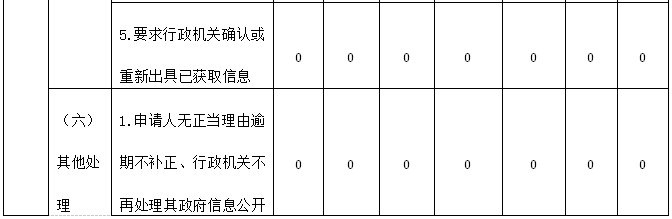 5.要求行政机关确认或
重新出具已获取信息
0 0 0 0 0 0 0
（六）
其他处
理
1.申请人无正当理由逾
期不补正、行政机关不
再处理其政府信息公开
0 0 0 0 0 0 0